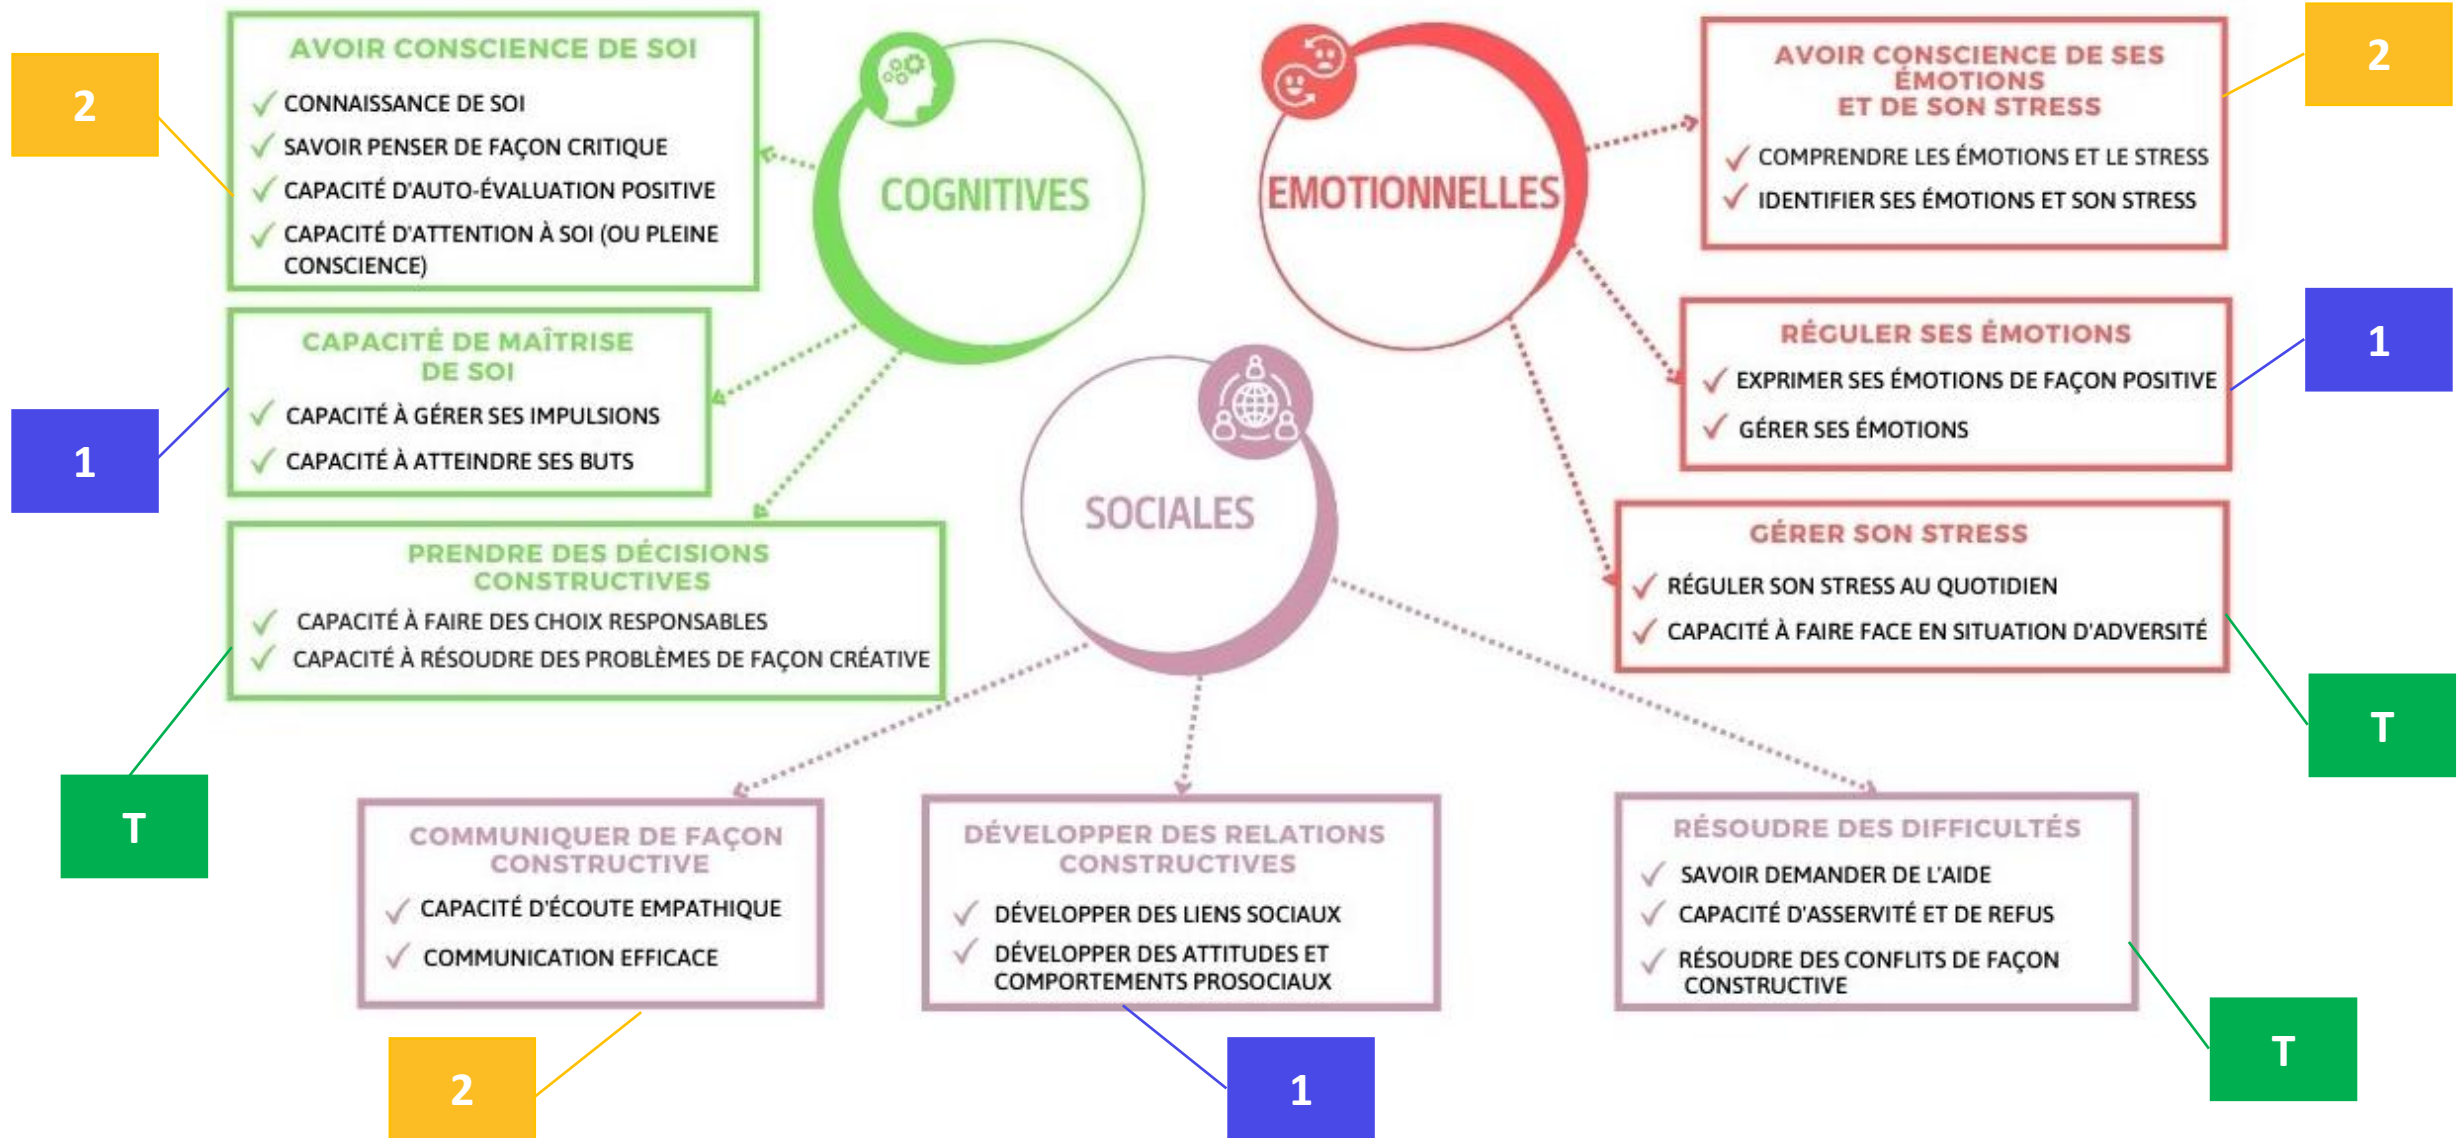 2
AVOIR CONSCIENCE DE SOI
CONNAISSANCE DE SOI
SAVOIR PENSER DE FAÇON CRITIQUE
CAPACITÉ D'AUTO-ÉVALUATION POSITIVE
CAPACITÉ D'ATTENTION À SOI (OU PLEINE
CONSCIENCE)
1
CAPACITÉ DE MAÎTRISE
DE SOI
CAPACITÉ À GÉRER SES IMPULSIONS
CAPACITÉ À ATTEINDRE SES BUTS
T
PRENDRE DES DÉCISIONS
CONSTRUCTIVES
CAPACITÉ À FAIRE DES CHOIX RESPONSABLES
CAPACITÉ À RÉSOUDRE DES PROBLÈMES DE FAÇON CRÉATIVE
COGNITIVES
EMOTIONNELLES
AVOIR CONSCIENCE DE SES
ÉMOTIONS
ET DE SON STRESS
COMPRENDRE LES ÉMOTIONS ET LE STRESS
IDENTIFIER SES ÉMOTIONS ET SON STRESS
2
RÉGULER SES ÉMOTIONS
EXPRIMER SES ÉMOTIONS DE FAÇON POSITIVE
GÉRER SES ÉMOTIONS
1
GÉRER SON STRESS
RÉGULER SON STRESS AU QUOTIDIEN
CAPACITÉ À FAIRE FACE EN SITUATION D'ADVERSITÉ
T
SOCIALES
COMMUNIQUER DE FAÇON
CONSTRUCTIVE
CAPACITÉ D'ÉCOUTE EMPATHIQUE
COMMUNICATION EFFICACE
2
DÉVELOPPER DES RELATIONS
CONSTRUCTIVES
DÉVELOPPER DES LIENS SOCIAUX
DÉVELOPPER DES ATTITUDES ET
COMPORTEMENTS PROSOCIAUX
1
RÉSOUDRE DES DIFFICULTÉS
SAVOIR DEMANDER DE L'AIDE
CAPACITÉ D'ASSERVITÉ ET DE REFUS
RÉSOUDRE DES CONFLITS DE FAÇON
CONSTRUCTIVE
T